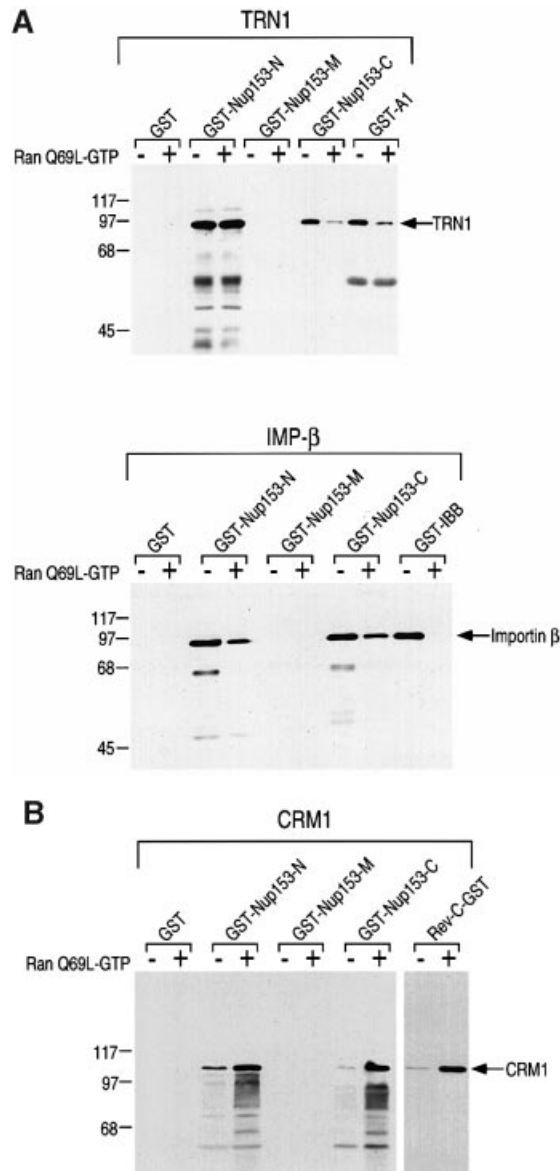 A
TRN1
GST
GST-Nup153-N
GST-Nup153-M
GST-Nup153-C
GST-A1
Ran Q69L-GTP - + - + - + - + - +
117
97
68
45
TRN1
IMP-β
GST
GST-Nup153-N
GST-Nup153-M
GST-Nup153-C
GST-IBB
Ran Q69L-GTP - + - + - + - + - +
117
97
68
45
Importin β
B
CRM1
GST
GST-Nup153-N
GST-Nup153-M
GST-Nup153-C
Rev-C-GST
Ran Q69L-GTP - + - + - + - + - +
117
97
68
CRM1